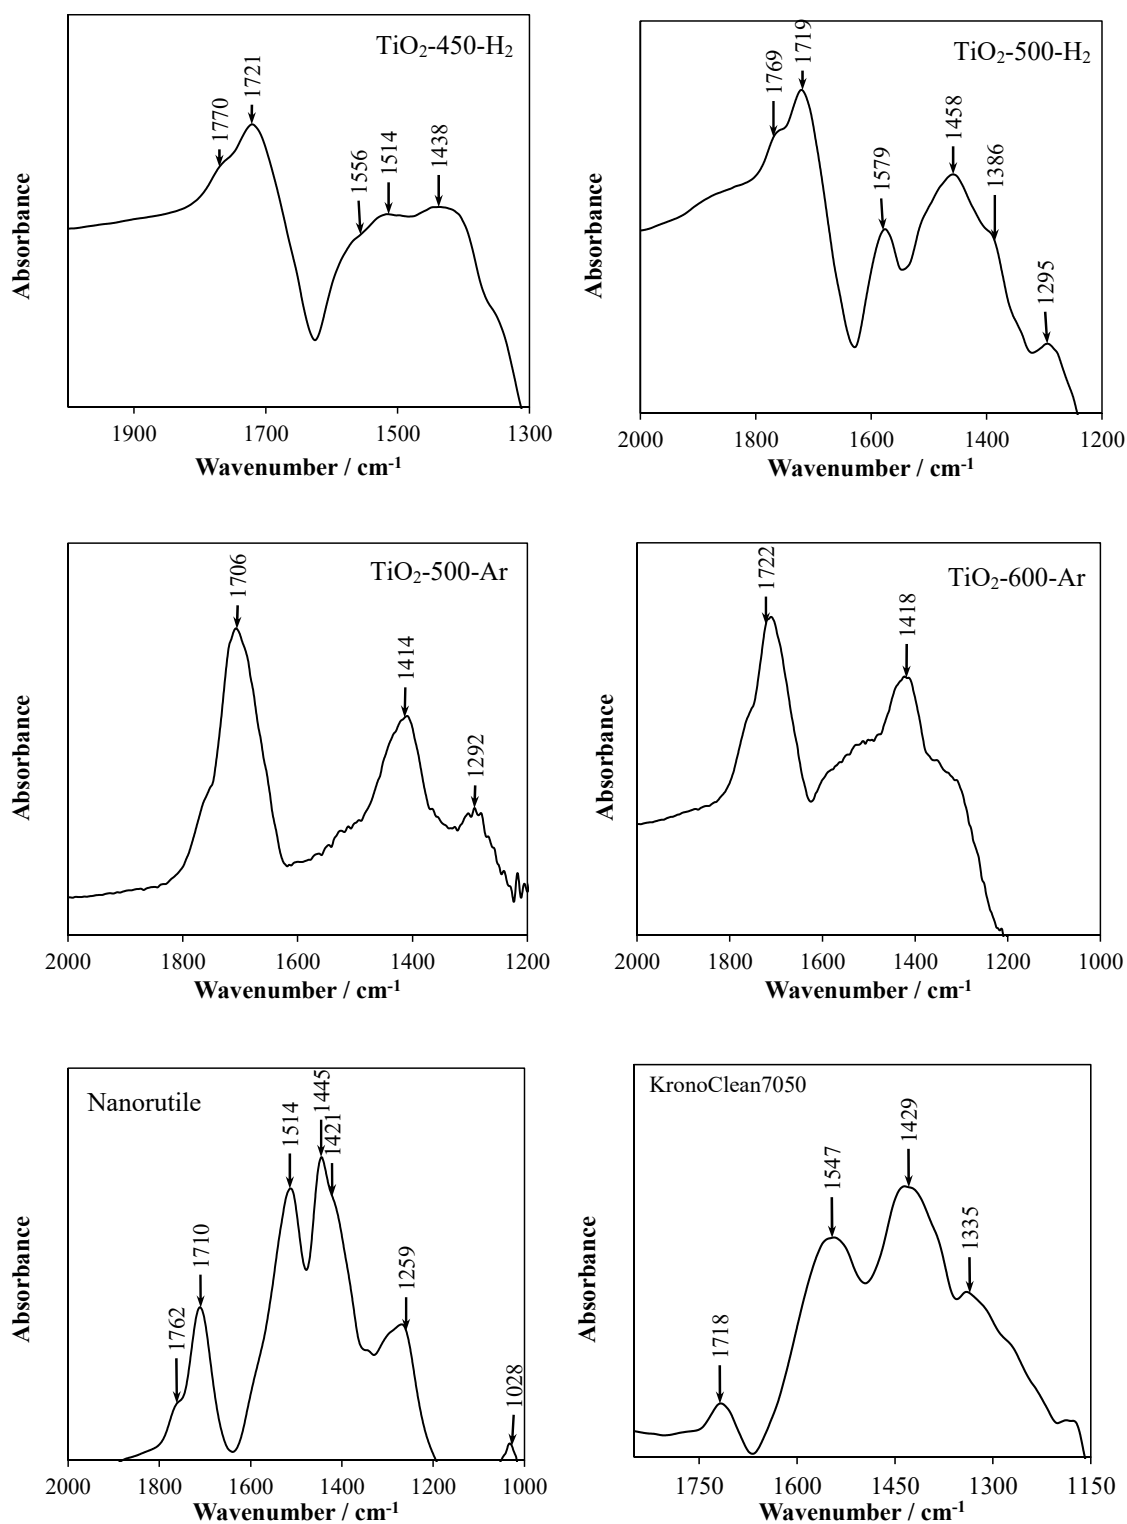 TiO₂-450-H₂
1770
1721
1556
1514
1438
Absorbance
1900 1700 1500 1300
Wavenumber / cm⁻¹
TiO₂-500-H₂
1769
1719
1579
1458
1386
1295
Absorbance
2000 1800 1600 1400 1200
Wavenumber / cm⁻¹
TiO₂-500-Ar
1706
1414
1292
Absorbance
2000 1800 1600 1400 1200
Wavenumber / cm⁻¹
TiO₂-600-Ar
1722
1418
Absorbance
2000 1800 1600 1400 1200 1000
Wavenumber / cm⁻¹
Nanorutile
1762
1710
1514
1445
1421
1259
1028
Absorbance
2000 1800 1600 1400 1200 1000
Wavenumber / cm⁻¹
KronoClean7050
1718
1547
1429
1335
Absorbance
1750 1600 1450 1300 1150
Wavenumber / cm⁻¹